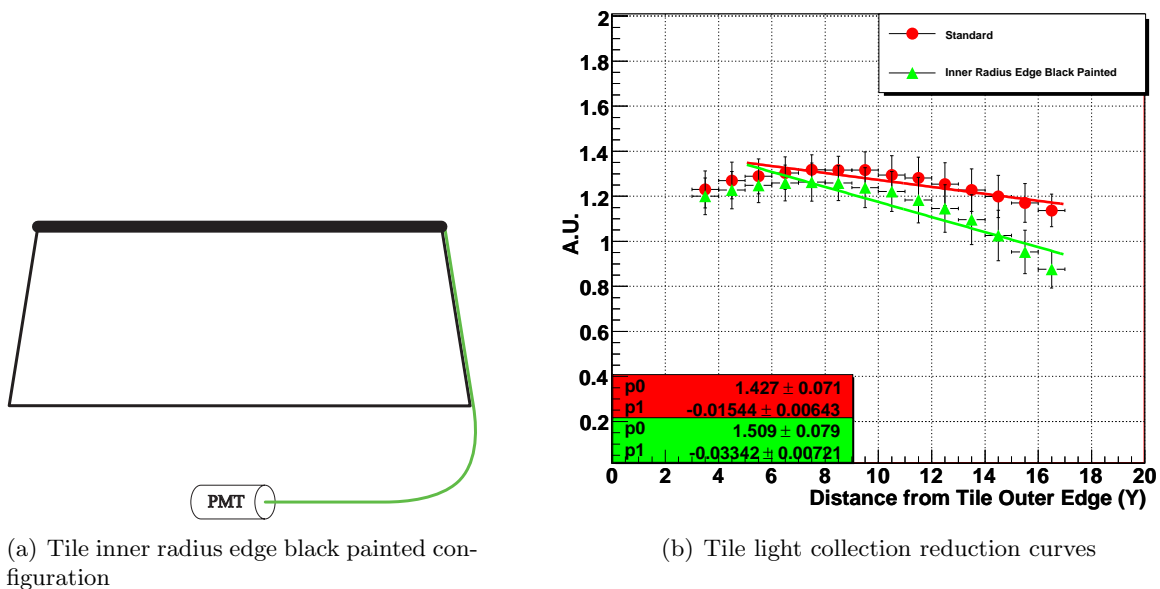 PMT
(a) Tile inner radius edge black painted con-
figuration
Standard
Inner Radius Edge Black Painted
A.U.
2
1.8
1.6
1.4
1.2
1
0.8
0.6
0.4
0.2
p0 1.427 ± 0.071
p1 -0.01544 ± 0.00643
p0 1.509 ± 0.079
p1 -0.03342 ± 0.00721
0 2 4 6 8 10 12 14 16 18 20
Distance from Tile Outer Edge (Y)
(b) Tile light collection reduction curves